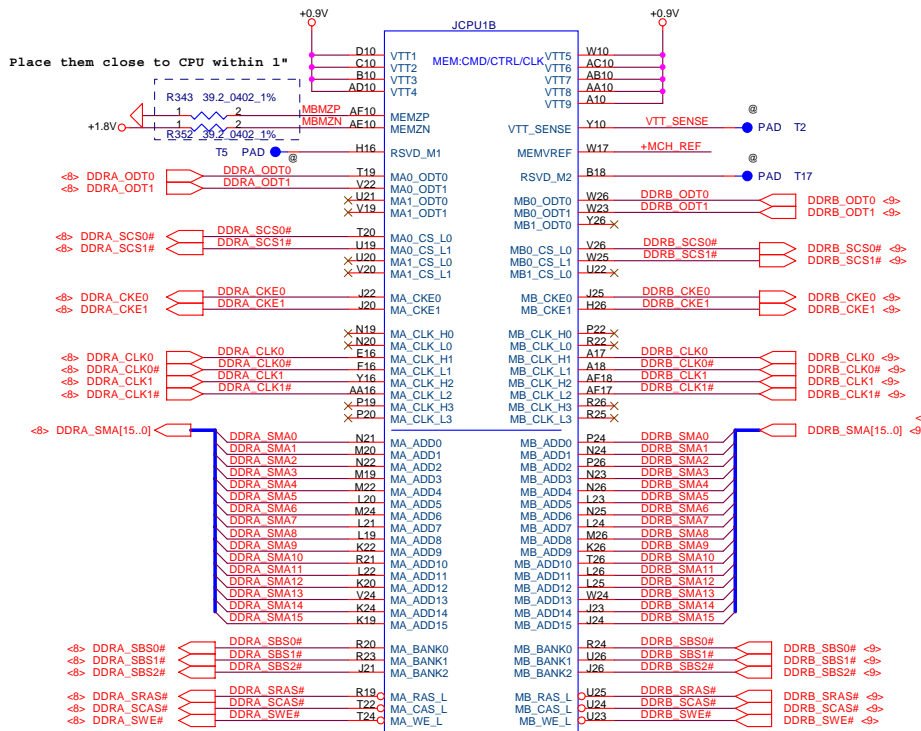 +0.9V JCPU1B +0.9V
D10 VTT1 MEM:CMD/CTRL/CLK VTT5 W10
C10 VTT2 VTT6 AC10
B10 VTT3 VTT7 AB10
AD10 VTT4 VTT8 AA10
VTT9 A10
Place them close to CPU within 1"
R343 39.2_0402_1%
1 2 MBMZP AF10 MEMZP
+1.8V 1 2 MBMZN AE10 MEMZN VTT_SENSE Y10 VTT_SENSE @ PAD T2
R352 39.2_0402_1%
T5 PAD @ H16 RSVD_M1 MEMVREF W17 +MCH_REF
RSVD_M2 B18 @ PAD T17
<8> DDRA_ODT0 DDRA_ODT0 T19 MA0_ODT0
<8> DDRA_ODT1 DDRA_ODT1 V22 MA0_ODT1
U21 MA1_ODT0 MB0_ODT0 W26 DDRB_ODT0 DDRB_ODT0 <9>
V19 MA1_ODT1 MB0_ODT1 W23 DDRB_ODT1 DDRB_ODT1 <9>
MB1_ODT0 Y26
<8> DDRA_SCS0# DDRA_SCS0# T20 MA0_CS_L0
<8> DDRA_SCS1# DDRA_SCS1# U19 MA0_CS_L1 MB0_CS_L0 V26 DDRB_SCS0# DDRB_SCS0# <9>
U20 MA1_CS_L0 MB0_CS_L1 W25 DDRB_SCS1# DDRB_SCS1# <9>
V20 MA1_CS_L1 MB1_CS_L0 U22
<8> DDRA_CKE0 DDRA_CKE0 J22 MA_CKE0 MB_CKE0 J25 DDRB_CKE0 DDRB_CKE0 <9>
<8> DDRA_CKE1 DDRA_CKE1 J20 MA_CKE1 MB_CKE1 H26 DDRB_CKE1 DDRB_CKE1 <9>
N19 MA_CLK_H0 MB_CLK_H0 P22
N20 MA_CLK_L0 MB_CLK_L0 R22
<8> DDRA_CLK0 DDRA_CLK0 E16 MA_CLK_H1 MB_CLK_H1 A17 DDRB_CLK0 DDRB_CLK0 <9>
<8> DDRA_CLK0# DDRA_CLK0# F16 MA_CLK_L1 MB_CLK_L1 A18 DDRB_CLK0# DDRB_CLK0# <9>
<8> DDRA_CLK1 DDRA_CLK1 Y16 MA_CLK_H2 MB_CLK_H2 AF18 DDRB_CLK1 DDRB_CLK1 <9>
<8> DDRA_CLK1# DDRA_CLK1# AA16 MA_CLK_L2 MB_CLK_L2 AF17 DDRB_CLK1# DDRB_CLK1# <9>
P19 MA_CLK_H3 MB_CLK_H3 R26
P20 MA_CLK_L3 MB_CLK_L3 R25
<8> DDRA_SMA[15..0] DDRB_SMA[15..0] <9
DDRA_SMA0 N21 MA_ADD0 MB_ADD0 P24 DDRB_SMA0
DDRA_SMA1 M20 MA_ADD1 MB_ADD1 N24 DDRB_SMA1
DDRA_SMA2 N22 MA_ADD2 MB_ADD2 P26 DDRB_SMA2
DDRA_SMA3 M19 MA_ADD3 MB_ADD3 N23 DDRB_SMA3
DDRA_SMA4 M22 MA_ADD4 MB_ADD4 N26 DDRB_SMA4
DDRA_SMA5 L20 MA_ADD5 MB_ADD5 L23 DDRB_SMA5
DDRA_SMA6 M24 MA_ADD6 MB_ADD6 N25 DDRB_SMA6
DDRA_SMA7 L21 MA_ADD7 MB_ADD7 L24 DDRB_SMA7
DDRA_SMA8 L19 MA_ADD8 MB_ADD8 M26 DDRB_SMA8
DDRA_SMA9 K22 MA_ADD9 MB_ADD9 K26 DDRB_SMA9
DDRA_SMA10 R21 MA_ADD10 MB_ADD10 T26 DDRB_SMA10
DDRA_SMA11 L22 MA_ADD11 MB_ADD11 L26 DDRB_SMA11
DDRA_SMA12 K20 MA_ADD12 MB_ADD12 L25 DDRB_SMA12
DDRA_SMA13 V24 MA_ADD13 MB_ADD13 W24 DDRB_SMA13
DDRA_SMA14 K24 MA_ADD14 MB_ADD14 J23 DDRB_SMA14
DDRA_SMA15 K19 MA_ADD15 MB_ADD15 J24 DDRB_SMA15
<8> DDRA_SBS0# DDRA_SBS0# R20 MA_BANK0 MB_BANK0 R24 DDRB_SBS0# DDRB_SBS0# <9>
<8> DDRA_SBS1# DDRA_SBS1# R23 MA_BANK1 MB_BANK1 U26 DDRB_SBS1# DDRB_SBS1# <9>
<8> DDRA_SBS2# DDRA_SBS2# J21 MA_BANK2 MB_BANK2 J26 DDRB_SBS2# DDRB_SBS2# <9>
<8> DDRA_SRAS# DDRA_SRAS# R19 MA_RAS_L MB_RAS_L U25 DDRB_SRAS# DDRB_SRAS# <9>
<8> DDRA_SCAS# DDRA_SCAS# T22 MA_CAS_L MB_CAS_L U24 DDRB_SCAS# DDRB_SCAS# <9>
<8> DDRA_SWE# DDRA_SWE# T24 MA_WE_L MB_WE_L U23 DDRB_SWE# DDRB_SWE# <9>